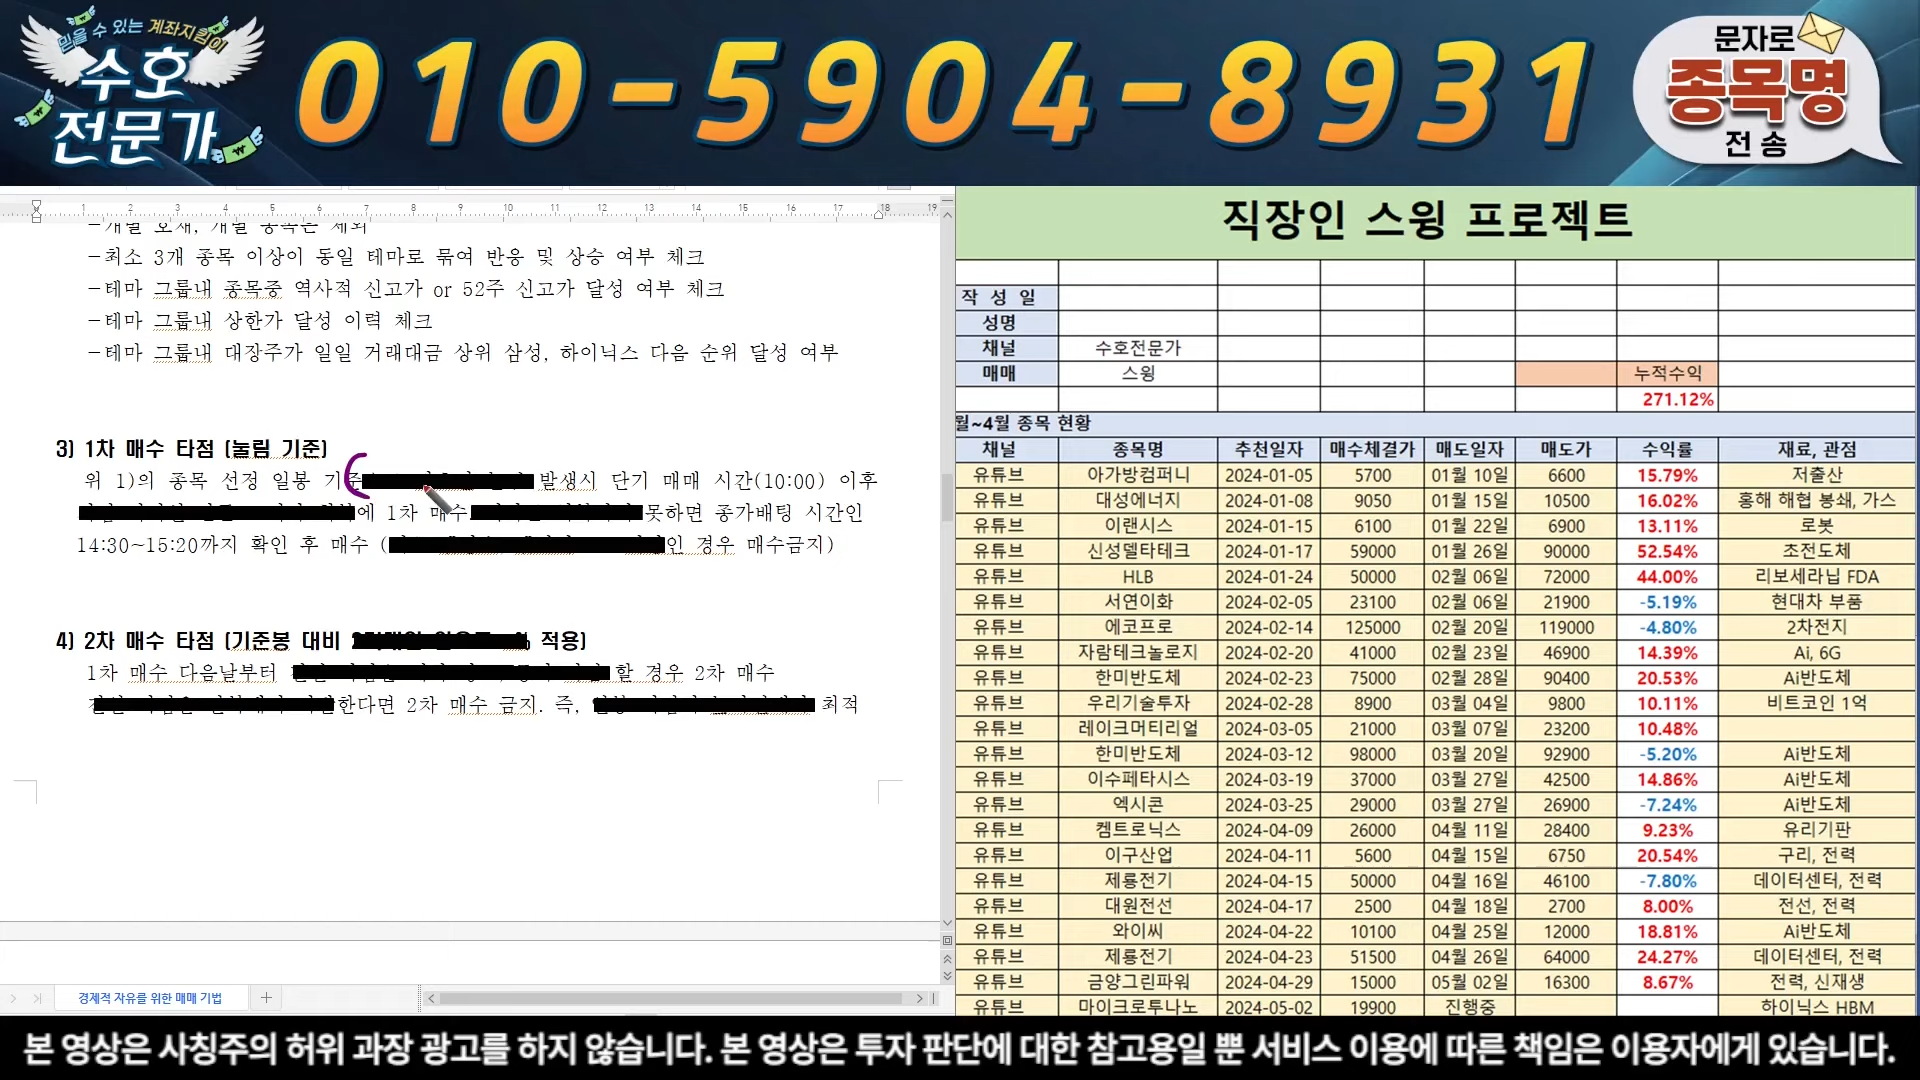 믿을 수 있는 계좌지킴이
수호
전문가
010-5904-8931
문자로
종목명
전송
1 2 3 4 5 6 7 8 9 10 11 12 13 14 15 16 17 18 19
-개별 호재, 개별 종목은 제외
-최소 3개 종목 이상이 동일 테마로 묶여 반응 및 상승 여부 체크
-테마 그룹내 종목중 역사적 신고가 or 52주 신고가 달성 여부 체크
-테마 그룹내 상한가 달성 이력 체크
-테마 그룹내 대장주가 일일 거래대금 상위 삼성, 하이닉스 다음 순위 달성 여부
3) 1차 매수 타점 (눌림 기준)
위 1)의 종목 선정 일봉 기준 발생시 단기 매매 시간(10:00) 이후
에 1차 매수 못하면 종가배팅 시간인
14:30~15:20까지 확인 후 매수 ( 인 경우 매수금지)
4) 2차 매수 타점 (기준봉 대비 적용)
1차 매수 다음날부터 할 경우 2차 매수
한다면 2차 매수 금지. 즉, 최적
경제적 자유를 위한 매매 기법
직장인 스윙 프로젝트
작 성 일
성명
채널 수호전문가
매매 스윙 누적수익
271.12%
월~4월 종목 현황
채널 종목명 추천일자 매수체결가 매도일자 매도가 수익률 재료, 관점
유튜브 아가방컴퍼니 2024-01-05 5700 01월 10일 6600 15.79% 저출산
유튜브 대성에너지 2024-01-08 9050 01월 15일 10500 16.02% 홍해 해협 봉쇄, 가스
유튜브 이랜시스 2024-01-15 6100 01월 22일 6900 13.11% 로봇
유튜브 신성델타테크 2024-01-17 59000 01월 26일 90000 52.54% 초전도체
유튜브 HLB 2024-01-24 50000 02월 06일 72000 44.00% 리보세라닙 FDA
유튜브 서연이화 2024-02-05 23100 02월 06일 21900 -5.19% 현대차 부품
유튜브 에코프로 2024-02-14 125000 02월 20일 119000 -4.80% 2차전지
유튜브 자람테크놀로지 2024-02-20 41000 02월 23일 46900 14.39% Ai, 6G
유튜브 한미반도체 2024-02-23 75000 02월 28일 90400 20.53% Ai반도체
유튜브 우리기술투자 2024-02-28 8900 03월 04일 9800 10.11% 비트코인 1억
유튜브 레이크머티리얼 2024-03-05 21000 03월 07일 23200 10.48%
유튜브 한미반도체 2024-03-12 98000 03월 20일 92900 -5.20% Ai반도체
유튜브 이수페타시스 2024-03-19 37000 03월 27일 42500 14.86% Ai반도체
유튜브 엑시콘 2024-03-25 29000 03월 27일 26900 -7.24% Ai반도체
유튜브 켐트로닉스 2024-04-09 26000 04월 11일 28400 9.23% 유리기판
유튜브 이구산업 2024-04-11 5600 04월 15일 6750 20.54% 구리, 전력
유튜브 제룡전기 2024-04-15 50000 04월 16일 46100 -7.80% 데이터센터, 전력
유튜브 대원전선 2024-04-17 2500 04월 18일 2700 8.00% 전선, 전력
유튜브 와이씨 2024-04-22 10100 04월 25일 12000 18.81% Ai반도체
유튜브 제룡전기 2024-04-23 51500 04월 26일 64000 24.27% 데이터센터, 전력
유튜브 금양그린파워 2024-04-29 15000 05월 02일 16300 8.67% 전력, 신재생
유튜브 마이크로투나노 2024-05-02 19900 진행중 하이닉스 HBM
본 영상은 사칭주의 허위 과장 광고를 하지 않습니다. 본 영상은 투자 판단에 대한 참고용일 뿐 서비스 이용에 따른 책임은 이용자에게 있습니다.